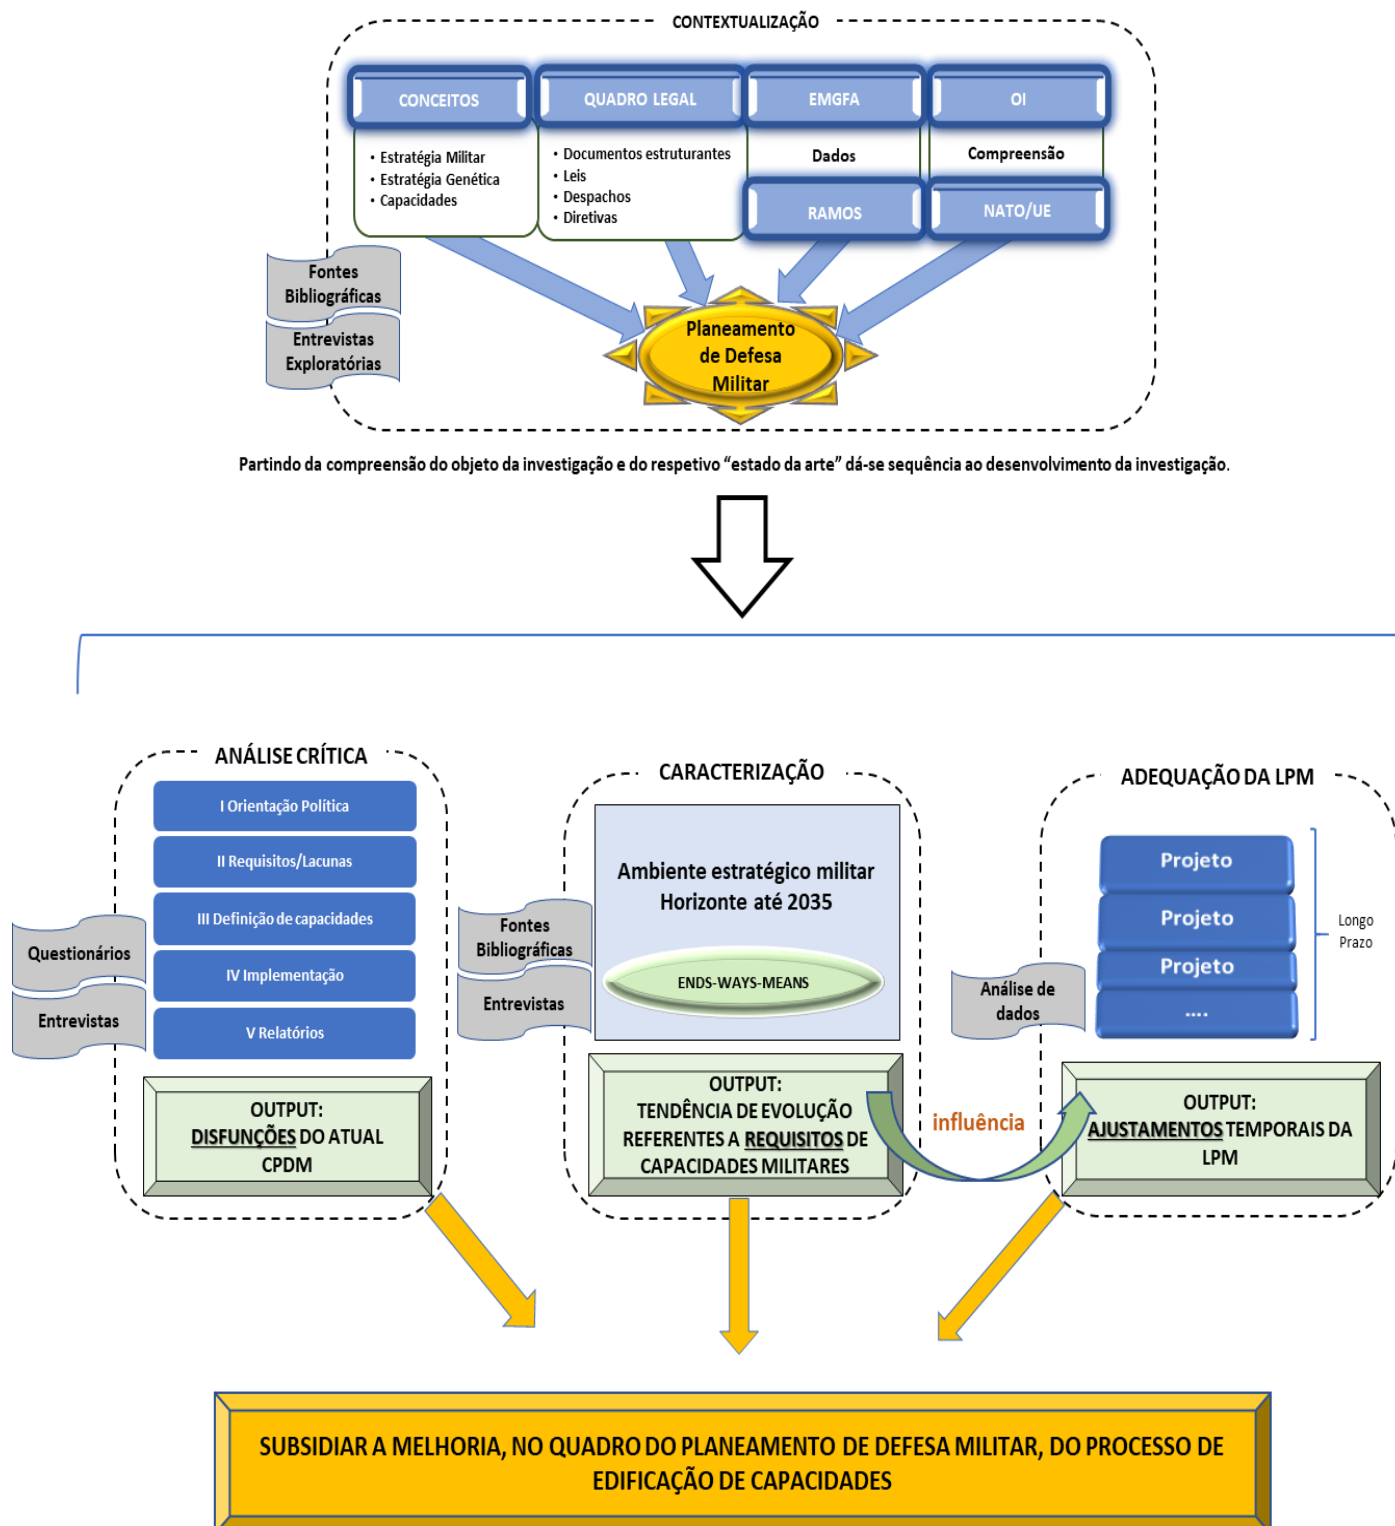 CONTEXTUALIZAÇÃO
CONCEITOS
QUADRO LEGAL
EMGFA
OI
• Estratégia Militar
• Estratégia Genética
• Capacidades
• Documentos estruturantes
• Leis
• Despachos
• Diretivas
Dados
Compreensão
RAMOS
NATO/UE
Fontes
Bibliográficas
Entrevistas
Exploratórias
Planeamento
de Defesa
Militar
Partindo da compreensão do objeto da investigação e do respetivo “estado da arte” dá-se sequência ao desenvolvimento da investigação.
ANÁLISE CRÍTICA
I Orientação Política
II Requisitos/Lacunas
III Definição de capacidades
IV Implementação
V Relatórios
Questionários
Entrevistas
OUTPUT:
DISFUNÇÕES DO ATUAL
CPDM
CARACTERIZAÇÃO
Ambiente estratégico militar
Horizonte até 2035
ENDS-WAYS-MEANS
Fontes
Bibliográficas
Entrevistas
OUTPUT:
TENDÊNCIA DE EVOLUÇÃO
REFERENTES A REQUISITOS DE
CAPACIDADES MILITARES
influência
ADEQUAÇÃO DA LPM
Projeto
Projeto
Projeto
....
Longo
Prazo
Análise de
dados
OUTPUT:
AJUSTAMENTOS TEMPORAIS DA
LPM
SUBSIDIAR A MELHORIA, NO QUADRO DO PLANEAMENTO DE DEFESA MILITAR, DO PROCESSO DE
EDIFICAÇÃO DE CAPACIDADES